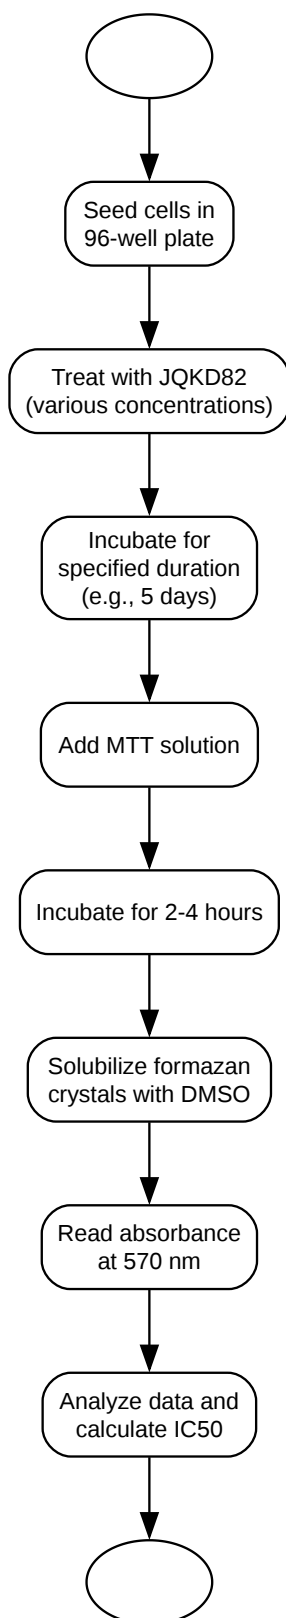 Seed cells in
96-well plate
Treat with JQKD82
(various concentrations)
Incubate for
specified duration
(e.g., 5 days)
Add MTT solution
Incubate for 2-4 hours
Solubilize formazan
crystals with DMSO
Read absorbance
at 570 nm
Analyze data and
calculate IC50